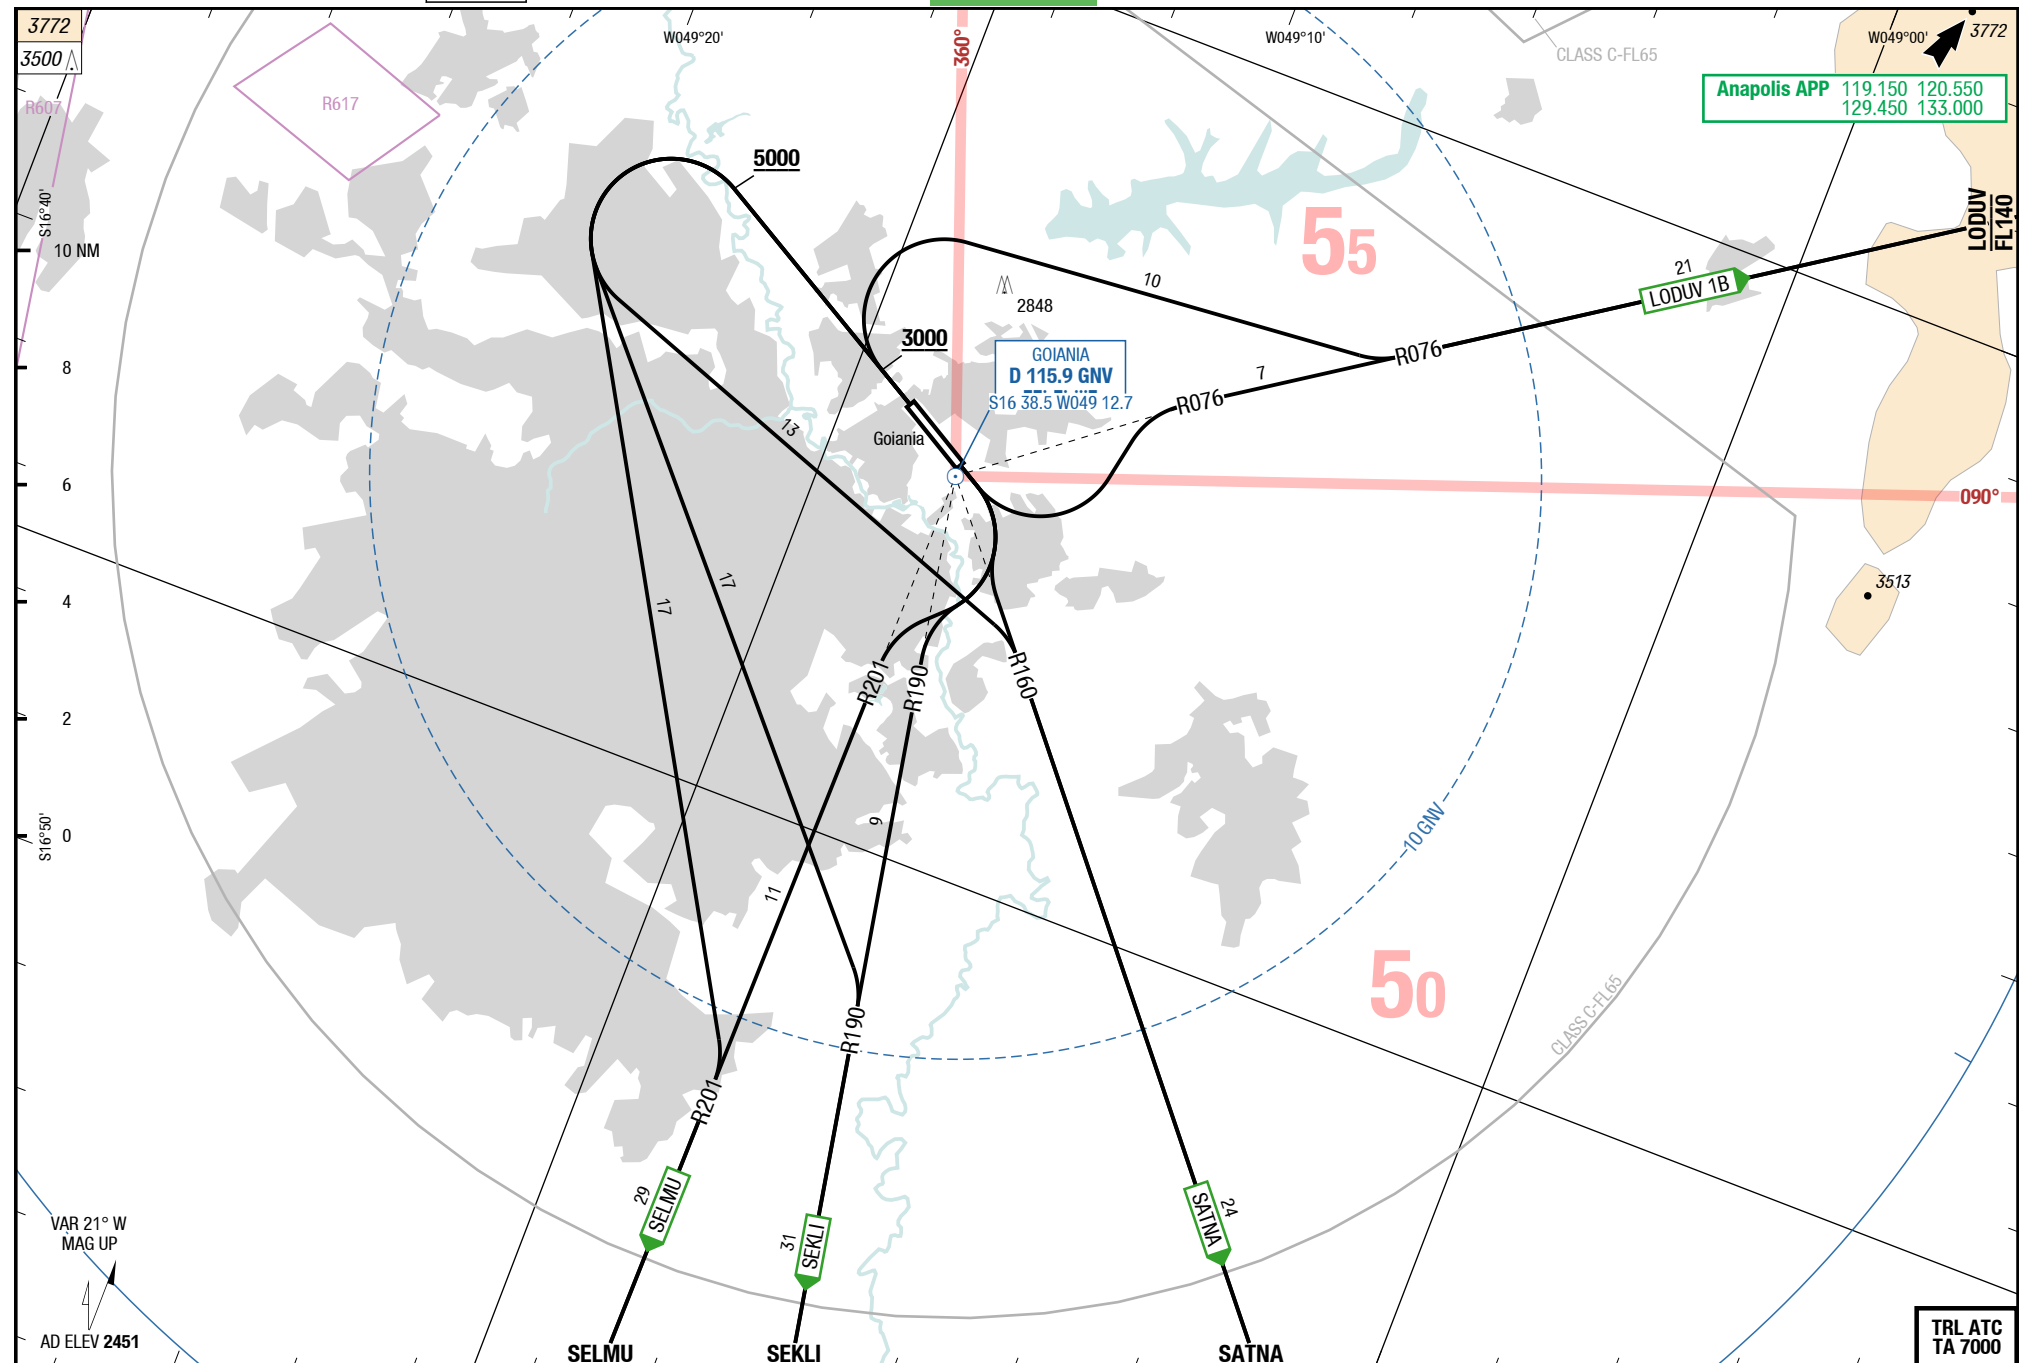 3772
3500
R607
R617
W049°20'
360°
W049°10'
CLASS C-FL65
W049°00'
3772
Anapolis APP 119.150 120.550
129.450 133.000
5000
S16°40'
10 NM
55
LODUV
FL140
21
LODUV 1B
10
2848
3000
GOIANIA
D 115.9 GNV
S16 38.5 W049 12.7
R076
7
R076
8
13
Goiania
6
090°
17
17
4
3513
R201
R190
R160
2
S16°50'
0
9
10 GNV
11
50
CLASS C-FL65
R190
R201
29
SELMU
31
SEKLI
24
SATNA
VAR 21° W
MAG UP
AD ELEV 2451
SELMU
SEKLI
SATNA
TRL ATC
TA 7000